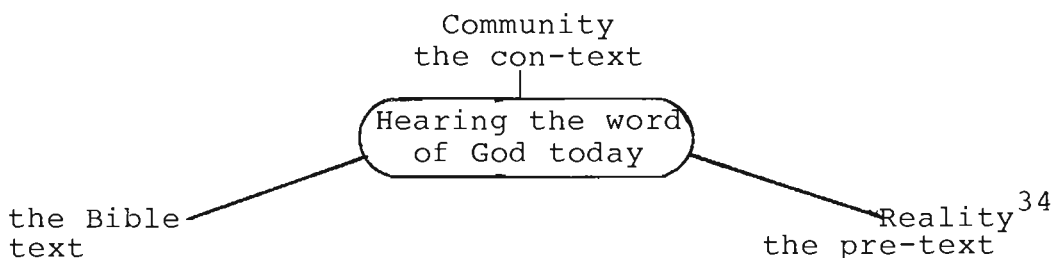 Community
the con-text
Hearing the word
of God today
the Bible
text
Reality34
the pre-text